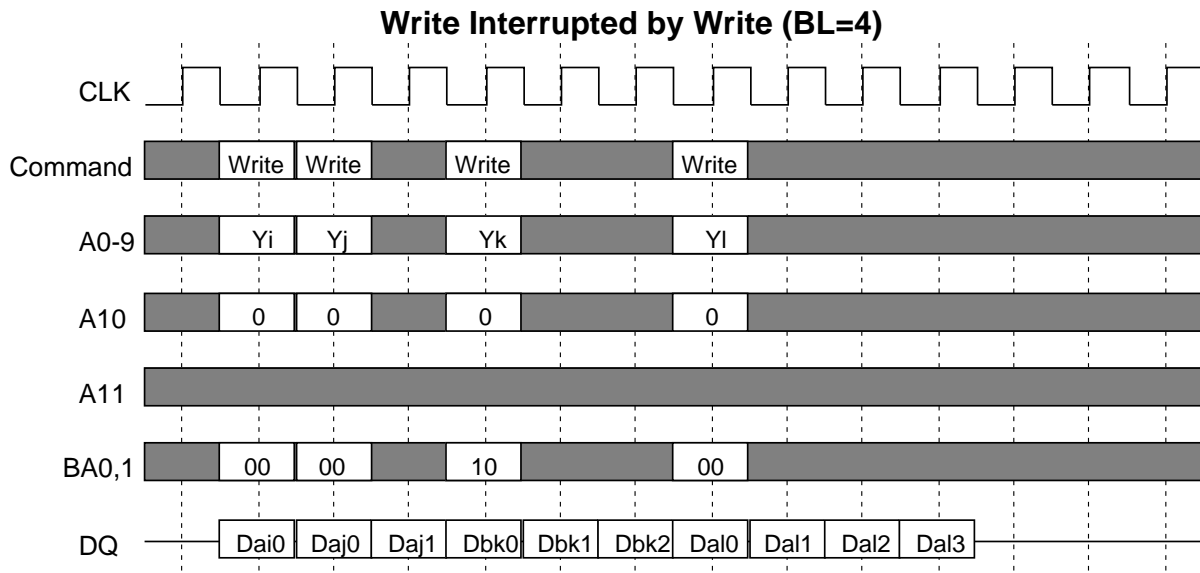 Write Interrupted by Write (BL=4)
CLK
Command Write Write Write Write
A0-9 Yi Yj Yk Yl
A10 0 0 0 0
A11
BA0,1 00 00 10 00
DQ Dai0 Daj0 Daj1 Dbk0 Dbk1 Dbk2 Dal0 Dal1 Dal2 Dal3